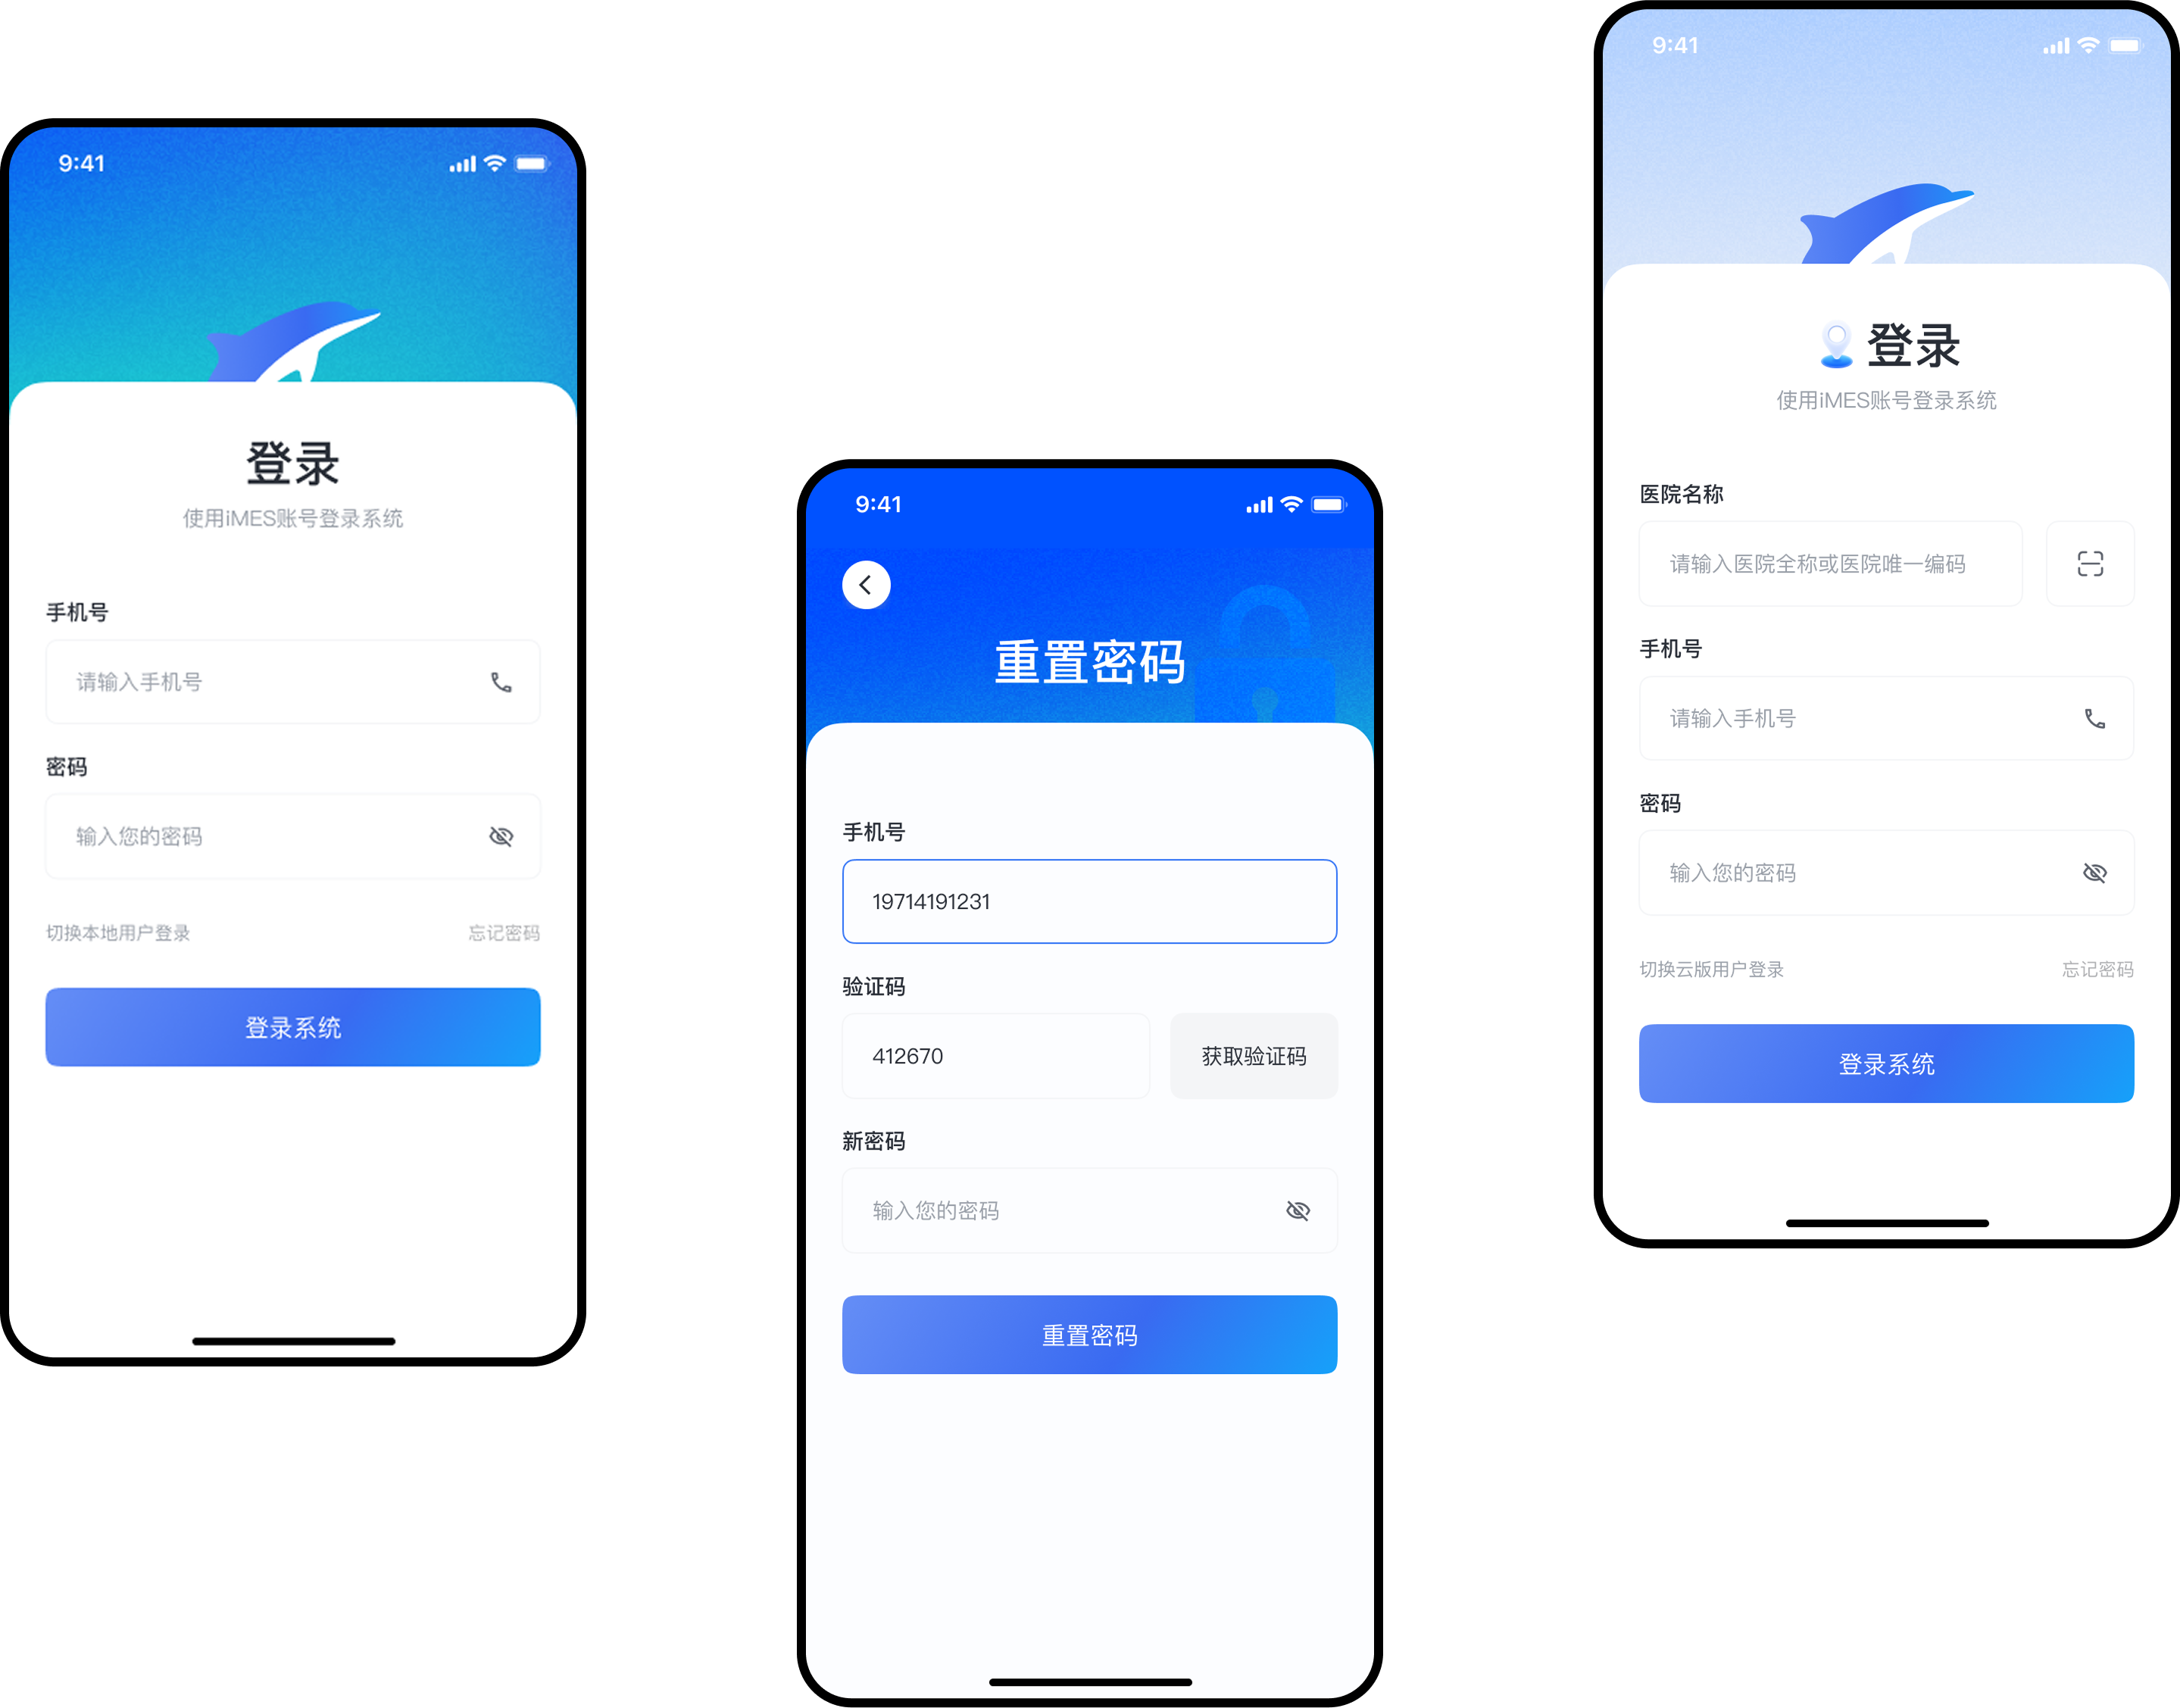 9:41
登录
使用iMES账号登录系统
手机号
请输入手机号
密码
输入您的密码
切换本地用户登录 忘记密码
登录系统
9:41
重置密码
手机号
19714191231
验证码
412670 获取验证码
新密码
输入您的密码
重置密码
9:41
登录
使用iMES账号登录系统
医院名称
请输入医院全称或医院唯一编码
手机号
请输入手机号
密码
输入您的密码
切换云版用户登录 忘记密码
登录系统